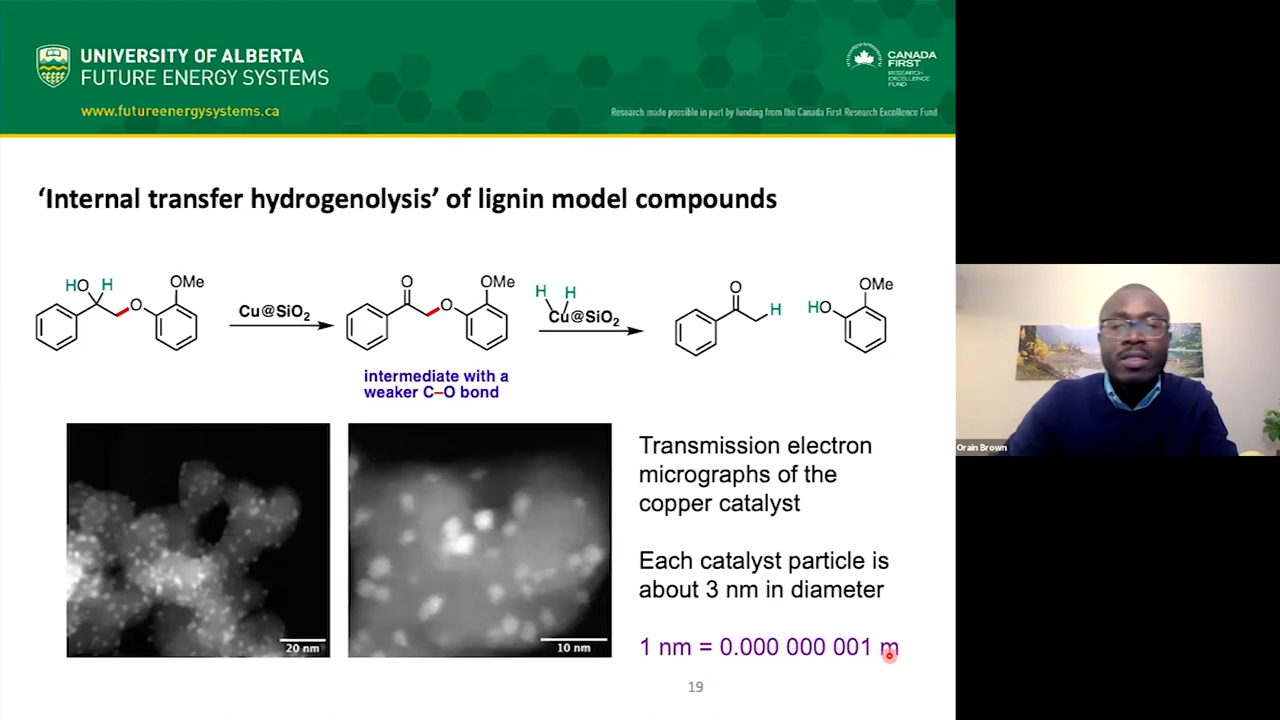 UNIVERSITY OF ALBERTA
FUTURE ENERGY SYSTEMS
www.futureenergysystems.ca
CANADA
FIRST
RESEARCH
EXCELLENCE
FUND
Research made possible in part by funding from the Canada First Research Excellence Fund
‘Internal transfer hydrogenolysis’ of lignin model compounds
HO H O OMe
Cu@SiO2
O O OMe
H H
Cu@SiO2
O H
HO OMe
intermediate with a
weaker C–O bond
Transmission electron
micrographs of the
copper catalyst
Each catalyst particle is
about 3 nm in diameter
1 nm = 0.000 000 001 m
20 nm
10 nm
19
Orain Brown